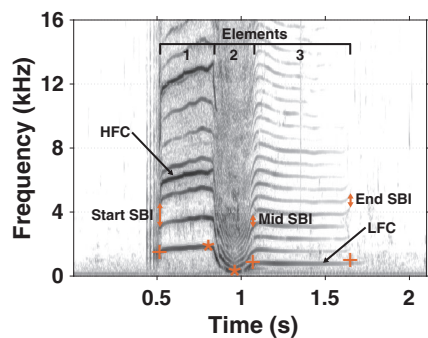 Elements
1 2 3
16
12
8
4
0
Frequency (kHz)
HFC
Start SBI
Mid SBI
End SBI
LFC
0.5 1 1.5 2
Time (s)